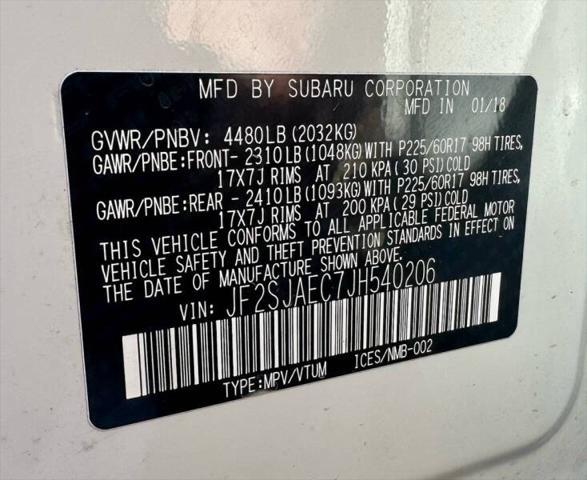 MFD BY SUBARU CORPORATION
MFD IN 01/18
GVWR/PNBV: 4480LB(2032KG)
GAWR/PNBE:FRONT- 2310LB(1048KG)WITH P225/60R17 98H TIRES,
17X7J RIMS AT 210 KPA(30 PSI)COLD
GAWR/PNBE:REAR - 2410LB(1093KG)WITH P225/60R17 98H TIRES,
17X7J RIMS AT 200 KPA(29 PSI)COLD
THIS VEHICLE CONFORMS TO ALL APPLICABLE FEDERAL MOTOR
VEHICLE SAFETY AND THEFT PREVENTION STANDARDS IN EFFECT ON
THE DATE OF MANUFACTURE SHOWN ABOVE.
VIN: JF2SJAEC7JH540206
TYPE:MPV/VTUM ICES/NMB-002